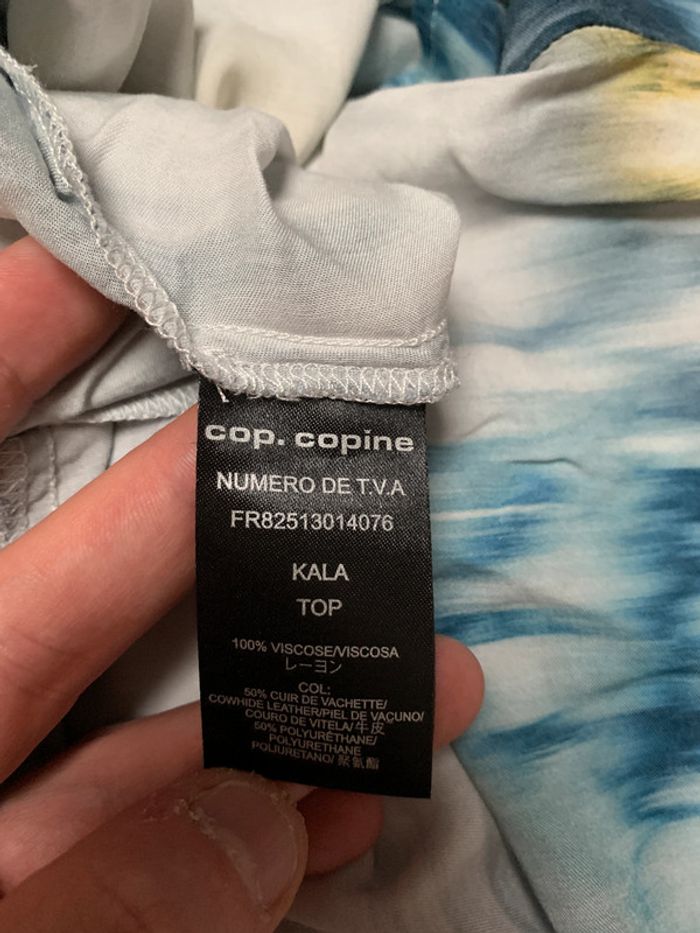 cop. copine
NUMERO DE T.V.A
FR82513014076
KALA
TOP
100% VISCOSE/VISCOSA
レーヨン
COL:
50% CUIR DE VACHETTE/
COWHIDE LEATHER/PIEL DE VACUNO/
COURO DE VITELA/牛皮
50% POLYURÉTHANE/
POLYURETHANE
POLIURETANO/ 聚氨酯